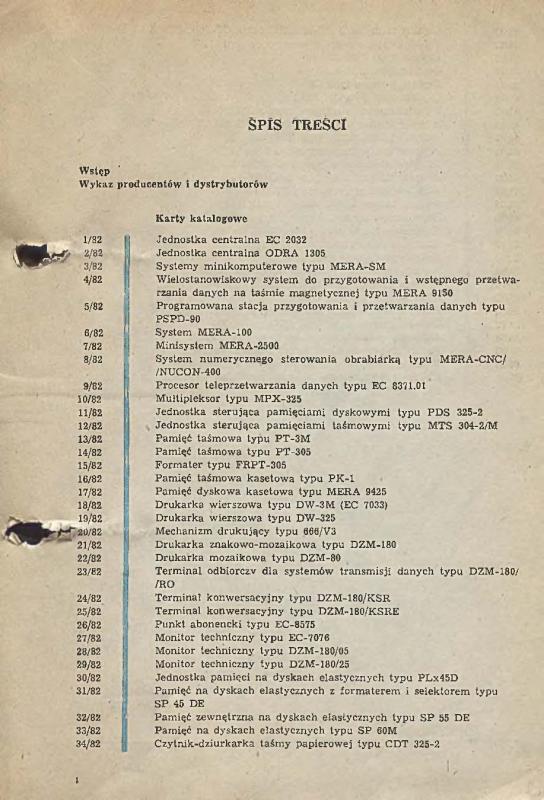 SPIS TREŚCI
Wstęp
Wykaz producentów i dystrybutorów
Karty katalogowe
1/82 Jednostka centralna EC 2032
2/82 Jednostka centralna ODRA 1305
3/82 Systemy minikomputerowe typu MERA-SM
4/82 Wielostanowiskowy system do przygotowania i wstępnego przetwa-
rzania danych na taśmie magnetycznej typu MERA 9150
5/82 Programowana stacja przygotowania i przetwarzania danych typu
PSPD-90
6/82 System MERA-100
7/82 Minisystem MERA-2500
8/82 System numerycznego sterowania obrabiarką typu MERA-CNC/
/NUCON-400
9/82 Procesor teleprzetwarzania danych typu EC 8371.01
10/82 Multipleksor typu MPX-325
11/82 Jednostka sterująca pamięciami dyskowymi typu PDS 325-2
12/82 Jednostka sterująca pamięciami taśmowymi typu MTS 304-2/M
13/82 Pamięć taśmowa typu PT-3M
14/82 Pamięć taśmowa typu PT-305
15/82 Formater typu FRPT-305
16/82 Pamięć taśmowa kasetowa typu PK-1
17/82 Pamięć dyskowa kasetowa typu MERA 9425
18/82 Drukarka wierszowa typu DW-3M (EC 7033)
19/82 Drukarka wierszowa typu DW-325
20/82 Mechanizm drukujący typu 666/V3
21/82 Drukarka znakowo-mozaikowa typu DZM-180
22/82 Drukarka mozaikowa typu DZM-80
23/82 Terminal odbiorczy dla systemów transmisji danych typu DZM-180/
/RO
24/82 Terminal konwersacyjny typu DZM-180/KSR
25/82 Terminal konwersacyjny typu DZM-180/KSRE
26/82 Punkt abonencki typu EC-8575
27/82 Monitor techniczny typu EC-7076
28/82 Monitor techniczny typu DZM-180/05
29/82 Monitor techniczny typu DZM-180/25
30/82 Jednostka pamięci na dyskach elastycznych typu PLx45D
31/82 Pamięć na dyskach elastycznych z formaterem i selektorem typu
SP 45 DE
32/82 Pamięć zewnętrzna na dyskach elastycznych typu SP 55 DE
33/82 Pamięć na dyskach elastycznych typu SP 60M
34/82 Czytnik-dziurkarka taśmy papierowej typu CDT 325-2